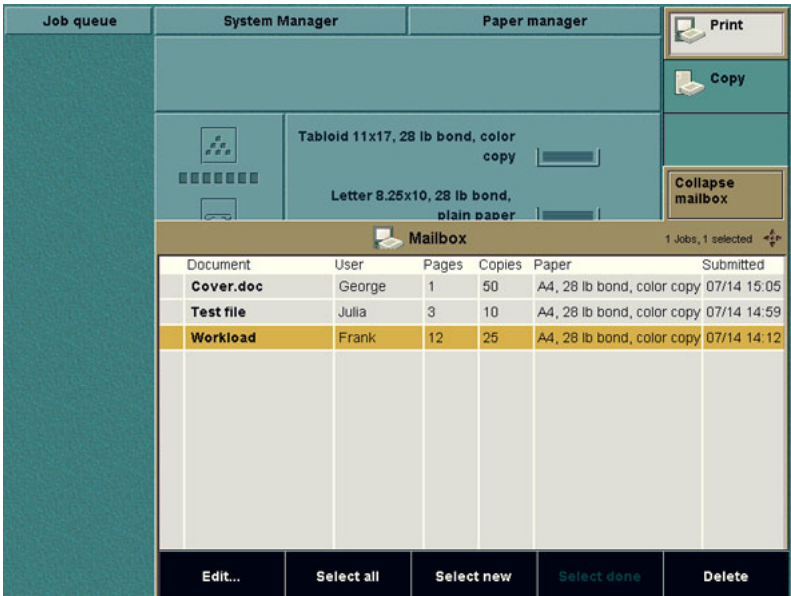 Job queue
System Manager
Paper manager
Print
Copy
Tabloid 11x17, 28 lb bond, color
copy
Letter 8.25x10, 28 lb bond,
plain paper
Collapse
mailbox
Mailbox
1 Jobs, 1 selected
Document User Pages Copies Paper Submitted
Cover.doc George 1 50 A4, 28 lb bond, color copy 07/14 15:05
Test file Julia 3 10 A4, 28 lb bond, color copy 07/14 14:59
Workload Frank 12 25 A4, 28 lb bond, color copy 07/14 14:12
Edit... Select all Select new Select done Delete